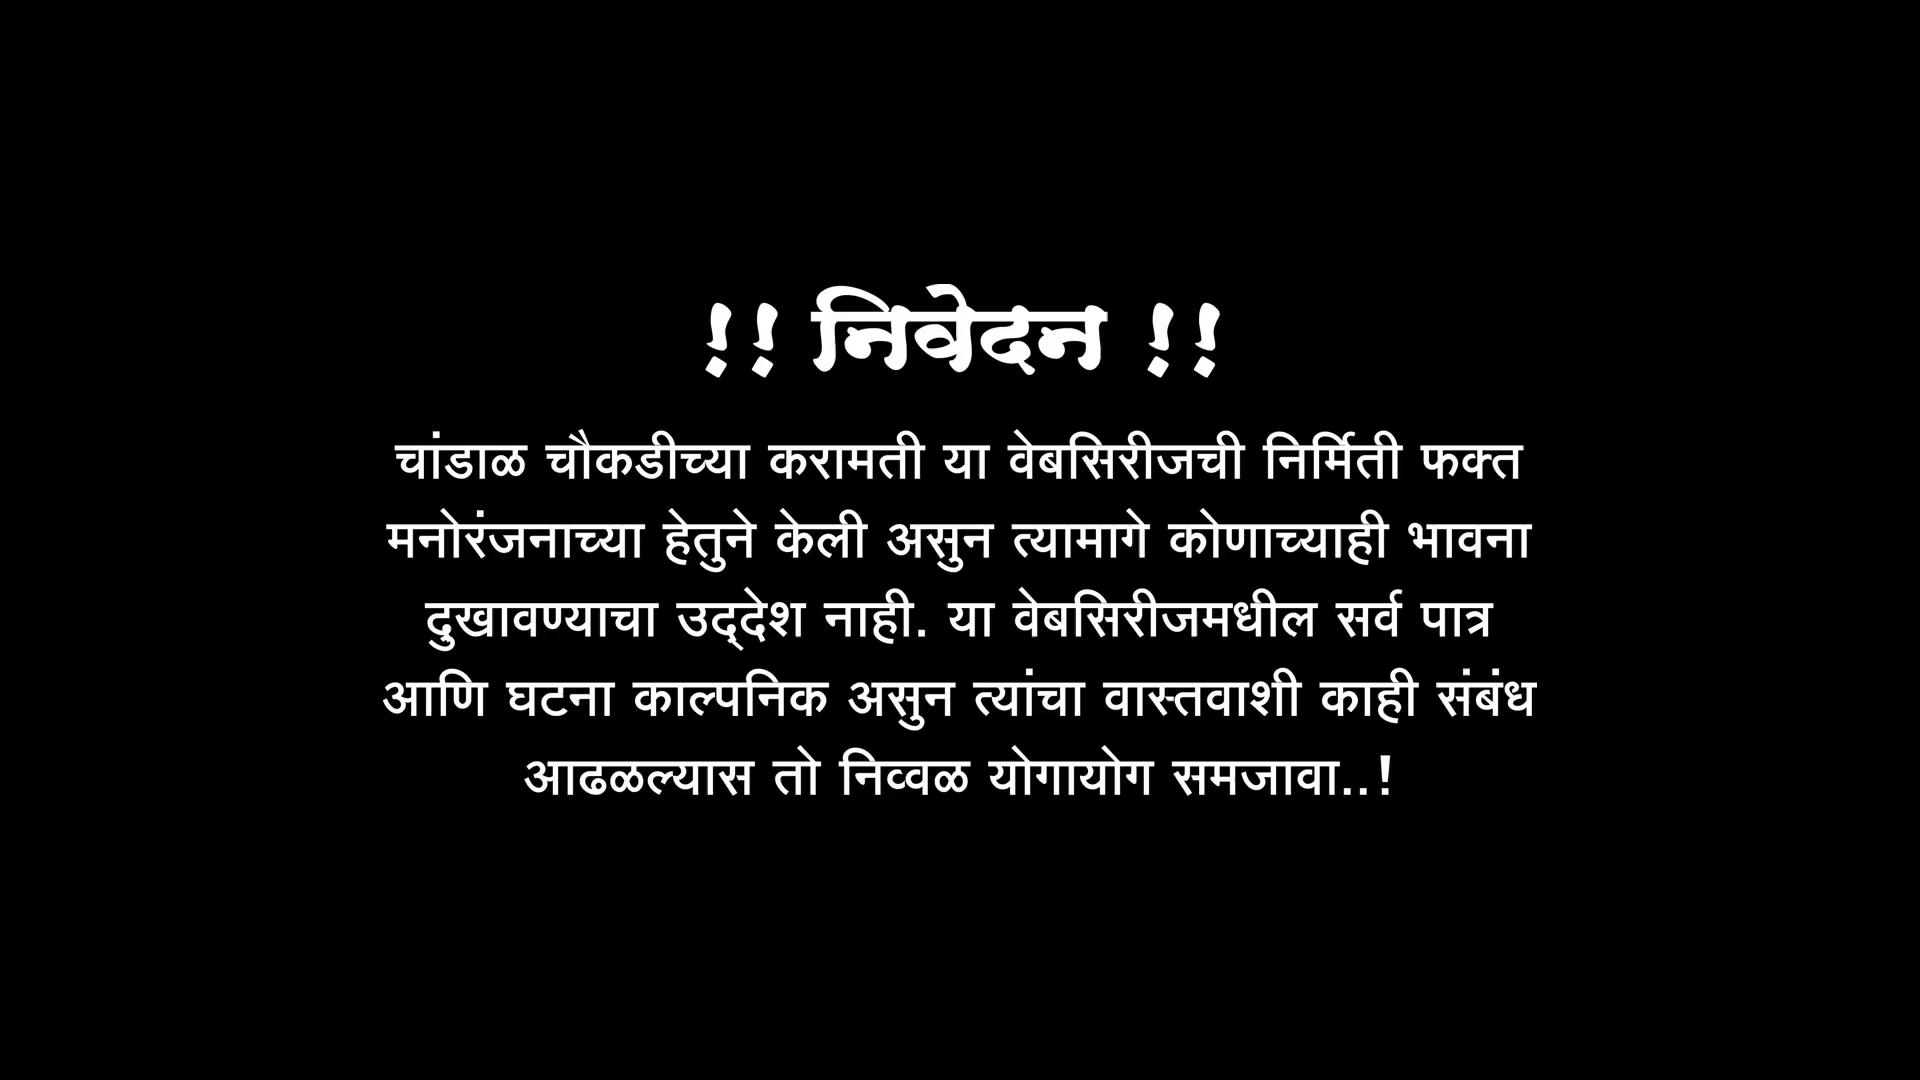 !! निवेदन !!
चांडाळ चौकडीच्या करामती या वेबसिरीजची निर्मिती फक्त
मनोरंजनाच्या हेतुने केली असुन त्यामागे कोणाच्याही भावना
दुखावण्याचा उद्‌देश नाही. या वेबसिरीजमधील सर्व पात्र
आणि घटना काल्पनिक असुन त्यांचा वास्तवाशी काही संबंध
आढळल्यास तो निव्वळ योगायोग समजावा..!